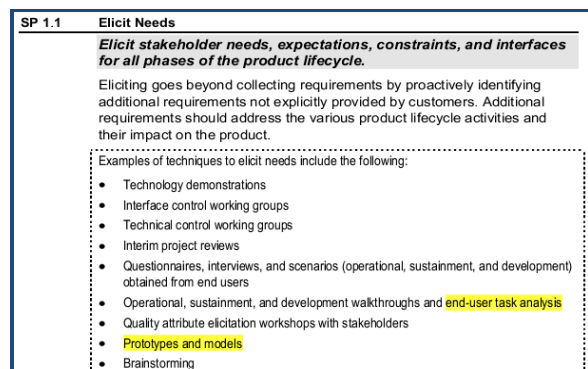 SP 1.1 Elicit Needs
Elicit stakeholder needs, expectations, constraints, and interfaces
for all phases of the product lifecycle.
Eliciting goes beyond collecting requirements by proactively identifying
additional requirements not explicitly provided by customers. Additional
requirements should address the various product lifecycle activities and
their impact on the product.
Examples of techniques to elicit needs include the following:
• Technology demonstrations
• Interface control working groups
• Technical control working groups
• Interim project reviews
• Questionnaires, interviews, and scenarios (operational, sustainment, and development)
obtained from end users
• Operational, sustainment, and development walkthroughs and end-user task analysis
• Quality attribute elicitation workshops with stakeholders
• Prototypes and models
• Brainstorming